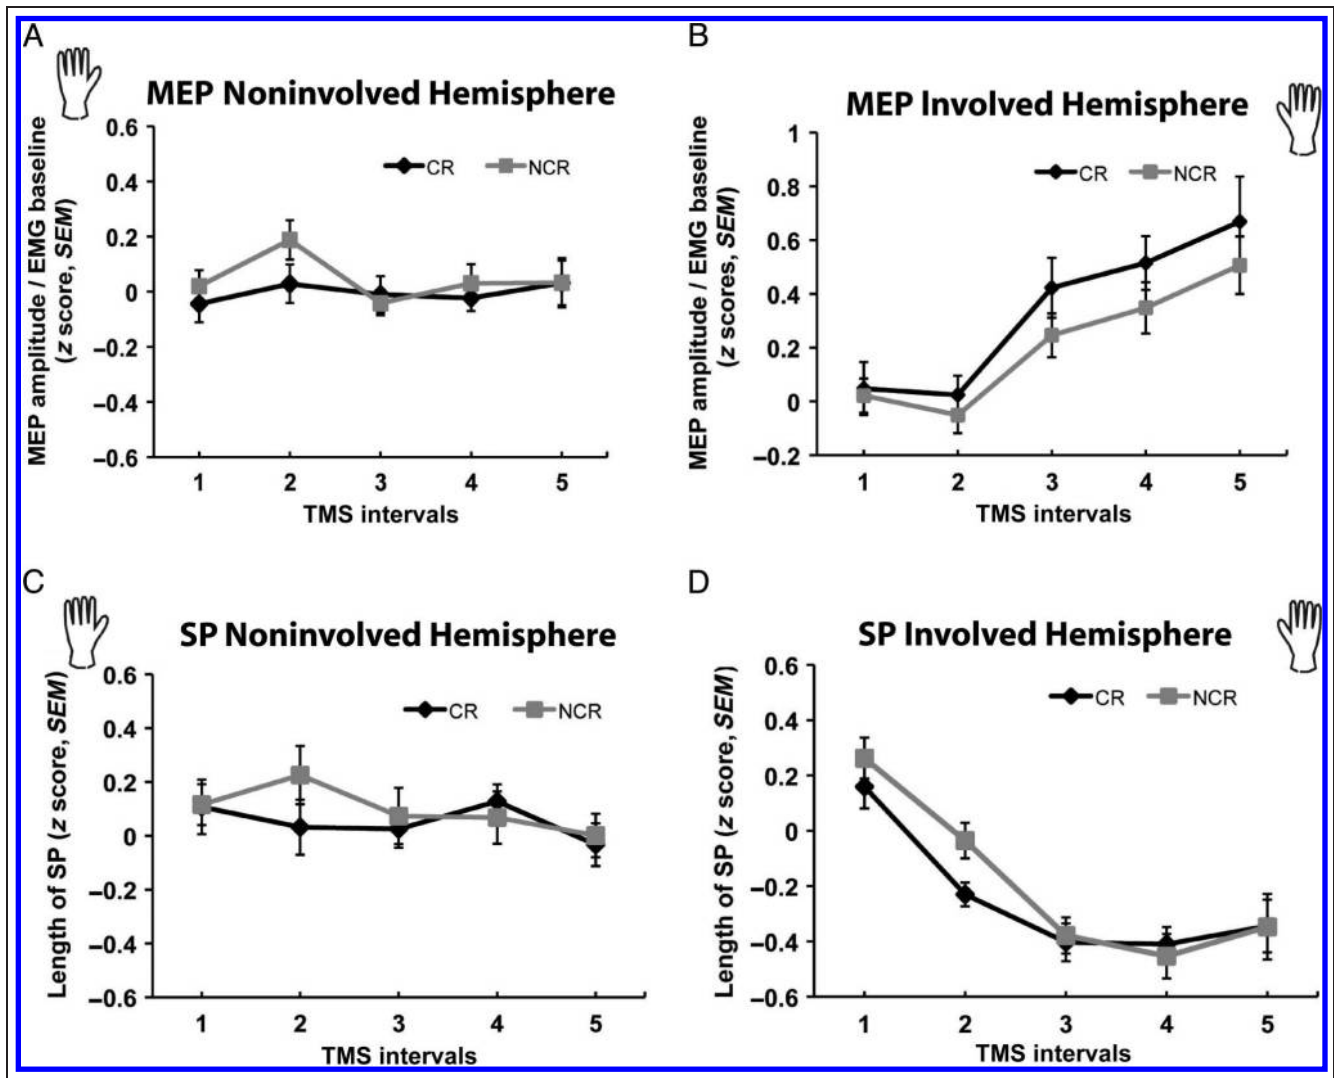 A
MEP Noninvolved Hemisphere
MEP amplitude / EMG baseline
(z score, SEM)
0.6
0.4
0.2
0
–0.2
–0.4
–0.6
CR
NCR
1 2 3 4 5
TMS intervals
B
MEP Involved Hemisphere
MEP amplitude / EMG baseline
(z scores, SEM)
1
0.8
0.6
0.4
0.2
0
–0.2
CR
NCR
1 2 3 4 5
TMS intervals
C
SP Noninvolved Hemisphere
Length of SP (z score, SEM)
0.6
0.4
0.2
0
–0.2
–0.4
–0.6
CR
NCR
1 2 3 4 5
TMS intervals
D
SP Involved Hemisphere
Length of SP (z score, SEM)
0.6
0.4
0.2
0
–0.2
–0.4
–0.6
CR
NCR
1 2 3 4 5
TMS intervals